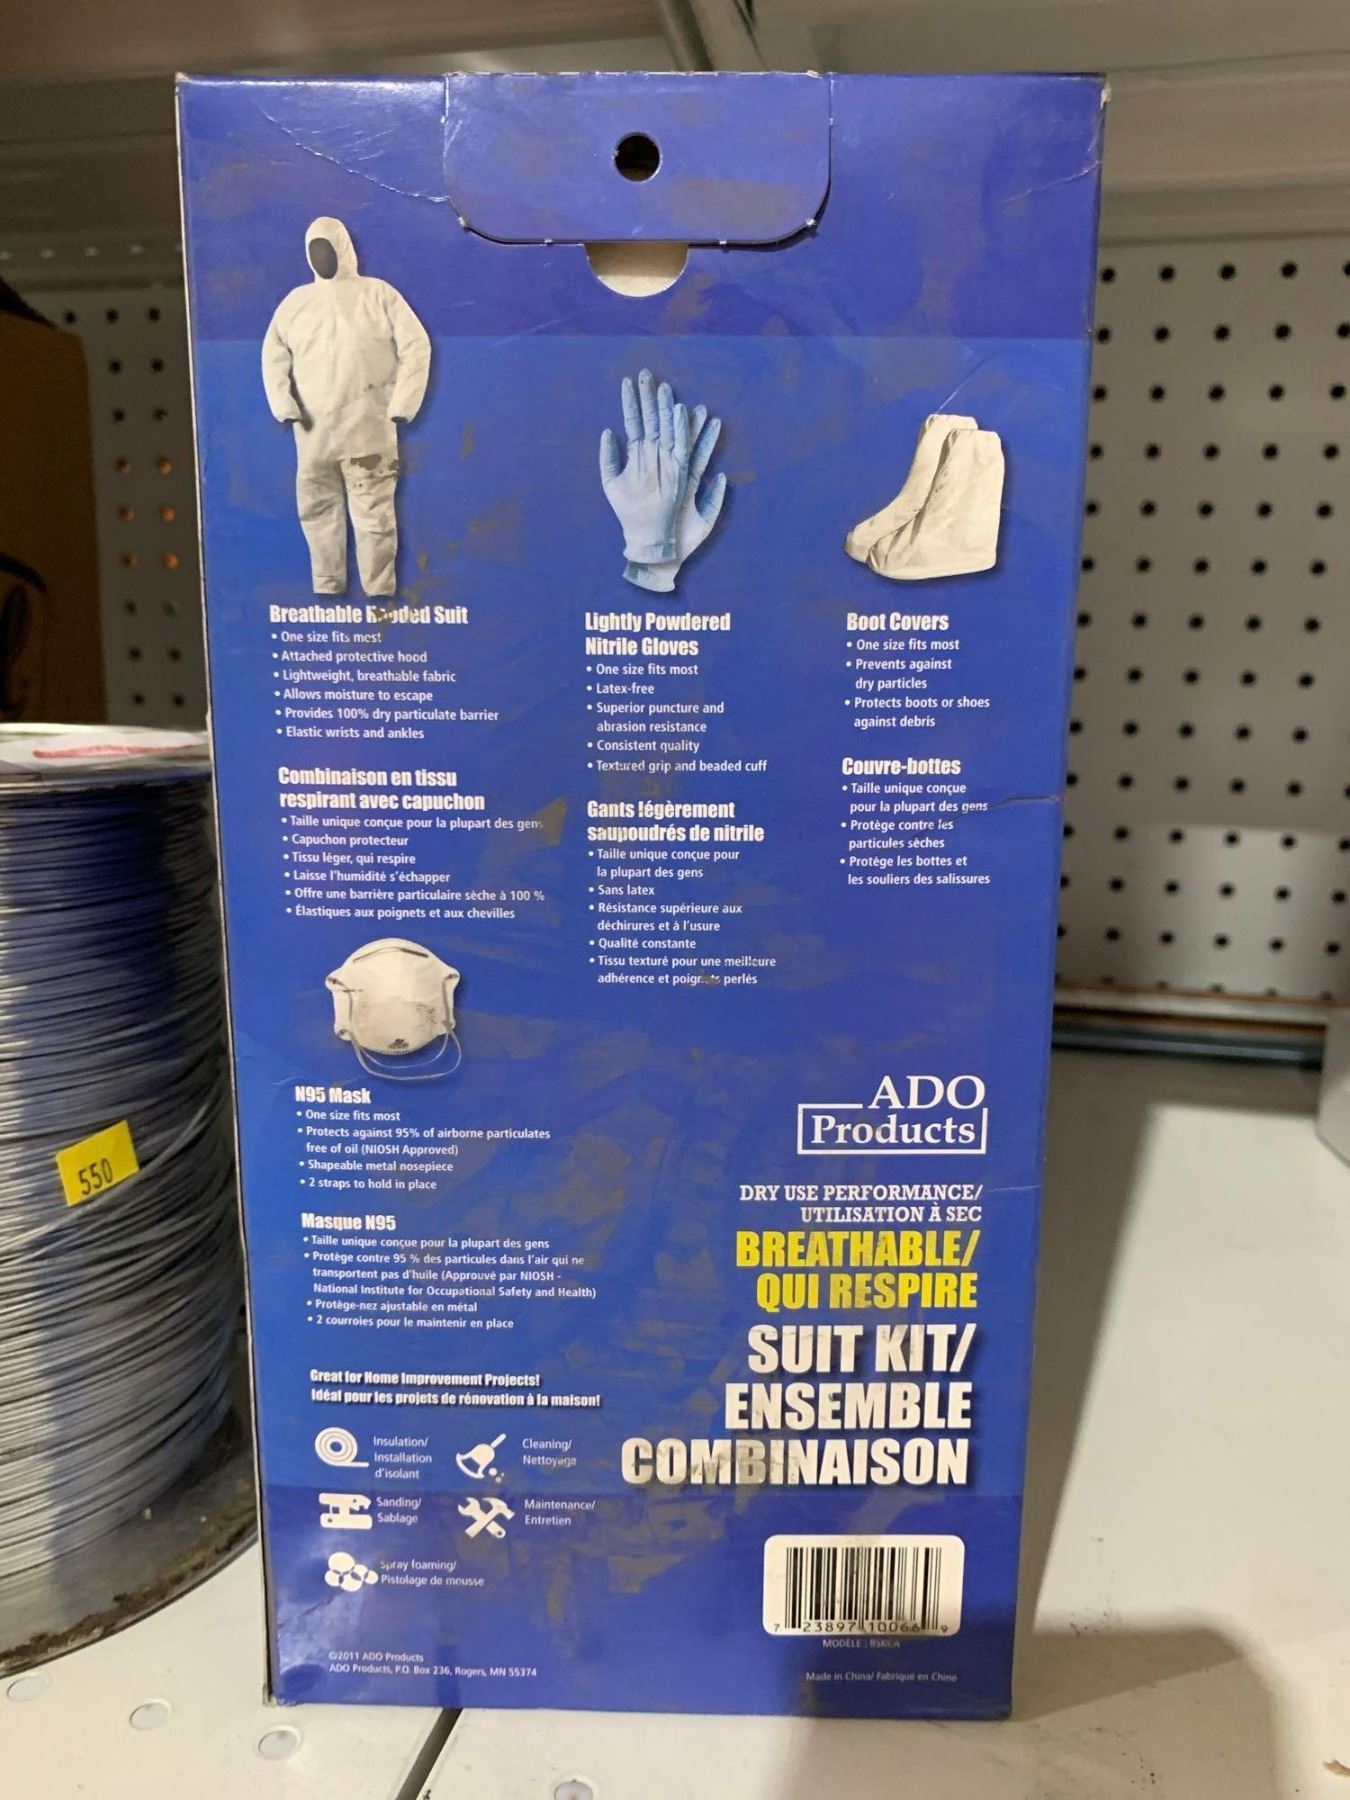 Breathable Hooded Suit
• One size fits most
• Attached protective hood
• Lightweight, breathable fabric
• Allows moisture to escape
• Provides 100% dry particulate barrier
• Elastic wrists and ankles
Combinaison en tissu
respirant avec capuchon
• Taille unique conçue pour la plupart des gens
• Capuchon protecteur
• Tissu léger, qui respire
• Laisse l'humidité s'échapper
• Offre une barrière particulaire sèche à 100 %
• Élastiques aux poignets et aux chevilles
Lightly Powdered
Nitrile Gloves
• One size fits most
• Latex-free
• Superior puncture and
abrasion resistance
• Consistent quality
• Textured grip and beaded cuff
Gants légèrement
saupoudrés de nitrile
• Taille unique conçue pour
la plupart des gens
• Sans latex
• Résistance supérieure aux
déchirures et à l'usure
• Qualité constante
• Tissu texturé pour une meilleure
adhérence et poignets perlés
Boot Covers
• One size fits most
• Prevents against
dry particles
• Protects boots or shoes
against debris
Couvre-bottes
• Taille unique conçue
pour la plupart des gens
• Protège contre les
particules sèches
• Protège les bottes et
les souliers des salissures
N95 Mask
• One size fits most
• Protects against 95% of airborne particulates
free of oil (NIOSH Approved)
• Shapeable metal nosepiece
• 2 straps to hold in place
Masque N95
• Taille unique conçue pour la plupart des gens
• Protège contre 95 % des particules dans l'air qui ne
transportent pas d'huile (Approuvé par NIOSH -
National Institute for Occupational Safety and Health)
• Protège-nez ajustable en métal
• 2 courroies pour le maintenir en place
Great for Home Improvement Projects!
Idéal pour les projets de rénovation à la maison!
Insulation/
Installation
d'isolant
Cleaning/
Nettoyage
Sanding/
Sablage
Maintenance/
Entretien
Spray foaming/
Pistolage de mousse
ADO
Products
DRY USE PERFORMANCE/
UTILISATION À SEC
BREATHABLE/
QUI RESPIRE
SUIT KIT/
ENSEMBLE
COMBINAISON
7 23897 10066 9
MODÈLE : RSKCA
©2011 ADO Products
ADO Products, P.O. Box 236, Rogers, MN 55374
Made in China/ Fabriqué en Chine
550